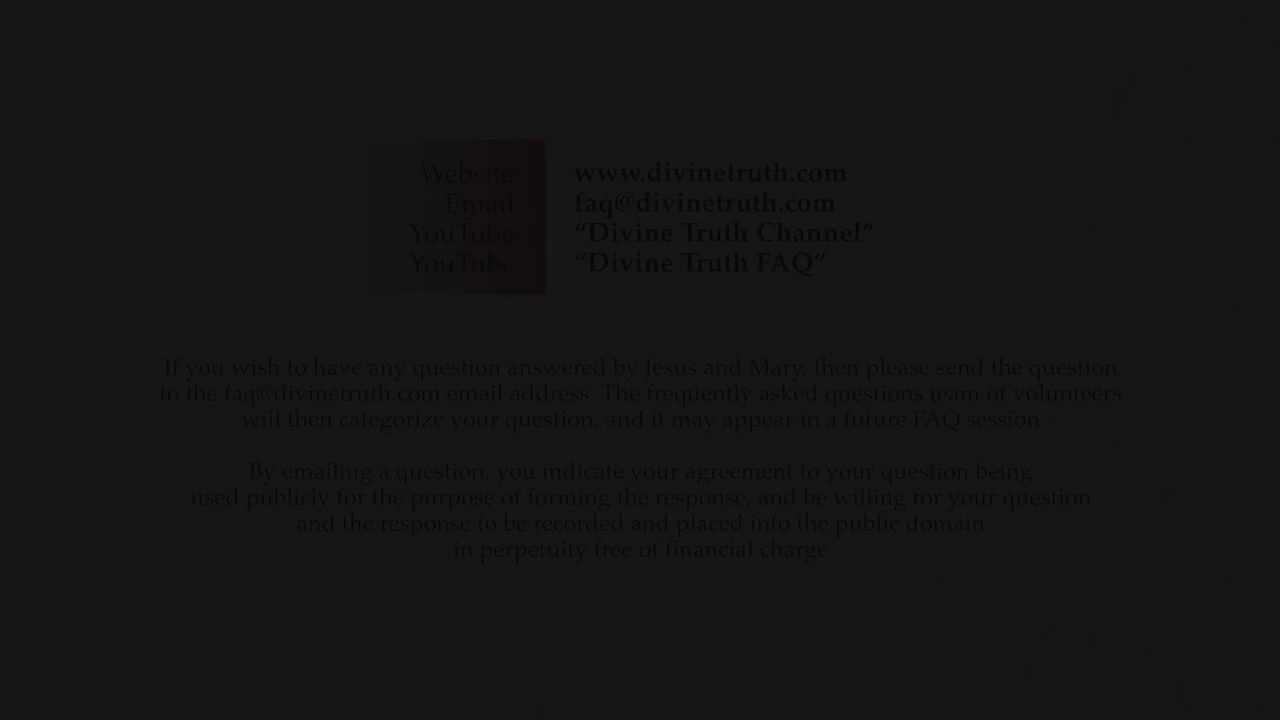 Website www.divinetruth.com
Email faq@divinetruth.com
YouTube “Divine Truth Channel”
YouTube “Divine Truth FAQ”
If you wish to have any question answered by Jesus and Mary, then please send the question
to the faq@divinetruth.com email address. The frequently asked questions team of volunteers
will then categorize your question, and it may appear in a future FAQ session
By emailing a question, you indicate your agreement to your question being
used publicly for the purpose of forming the response, and be willing for your question
and the response to be recorded and placed into the public domain
in perpetuity free of financial charge